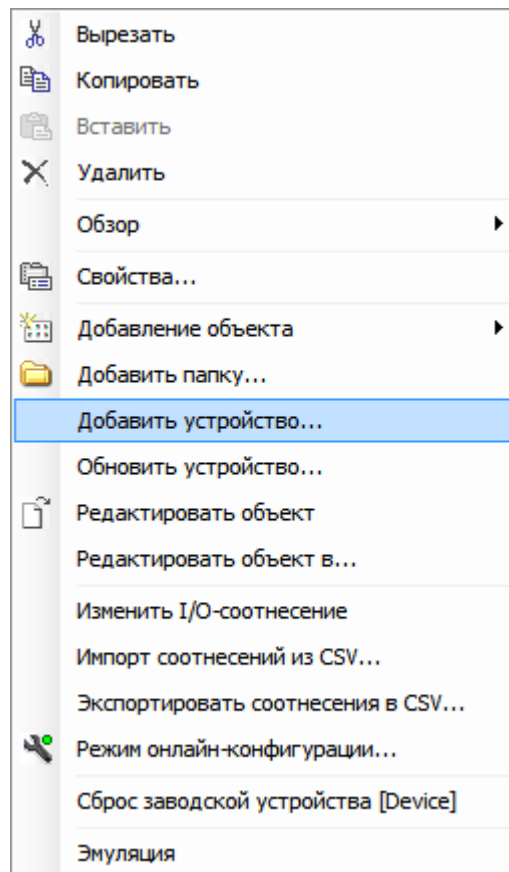 Вырезать
Копировать
Вставить
Удалить
Обзор
Свойства...
Добавление объекта
Добавить папку...
Добавить устройство...
Обновить устройство...
Редактировать объект
Редактировать объект в...
Изменить I/O-соотнесение
Импорт соотнесений из CSV...
Экспортировать соотнесения в CSV...
Режим онлайн-конфигурации...
Сброс заводской устройства [Device]
Эмуляция